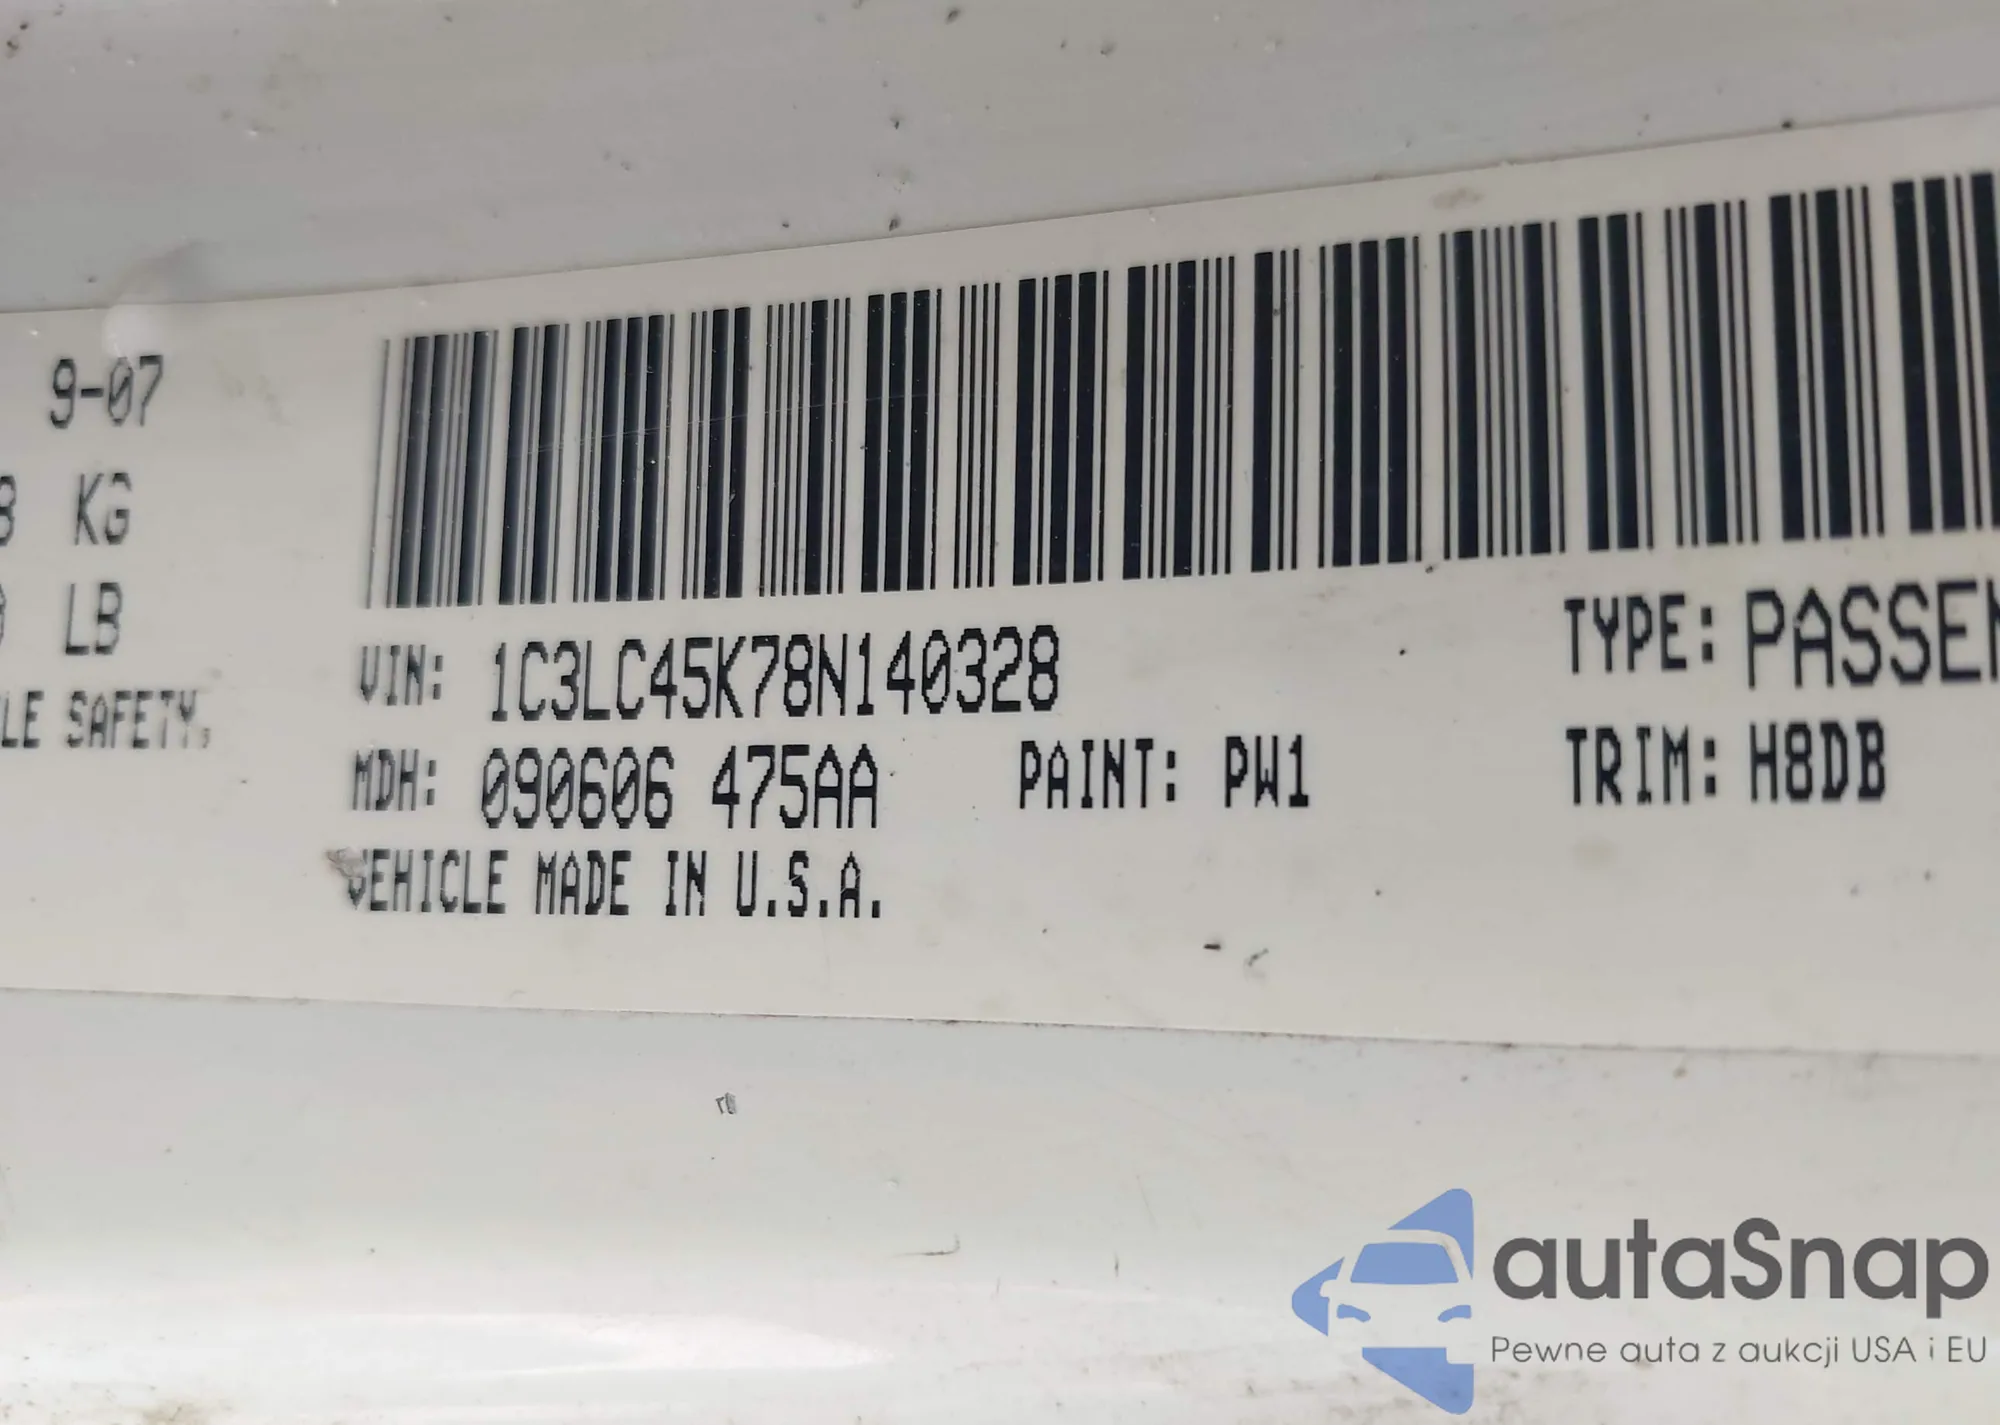 9-07
8 KG
LB
LE SAFETY,
VIN: 1C3LC45K78N140328
TYPE: PASSEN
MDH: 090606 475AA
PAINT: PW1
TRIM: H8DB
VEHICLE MADE IN U.S.A.
autaSnap
Pewne auta z aukcji USA i EU